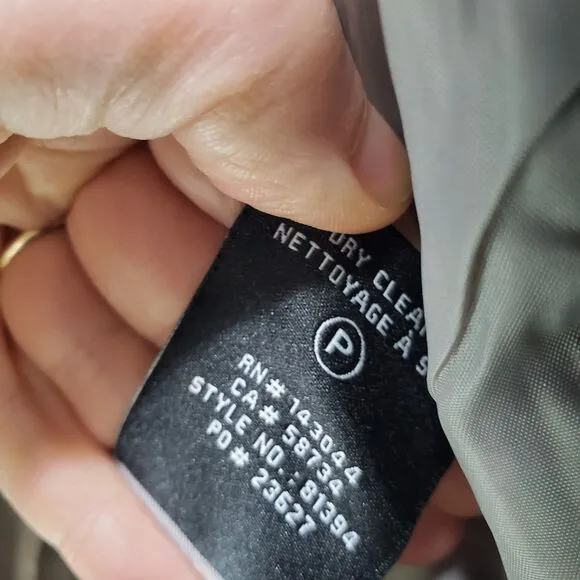 DRY CLEAN
NETTOYAGE À S
P
RN# 143044
CA# 58734
STYLE NO.: 81394
PO# 23627